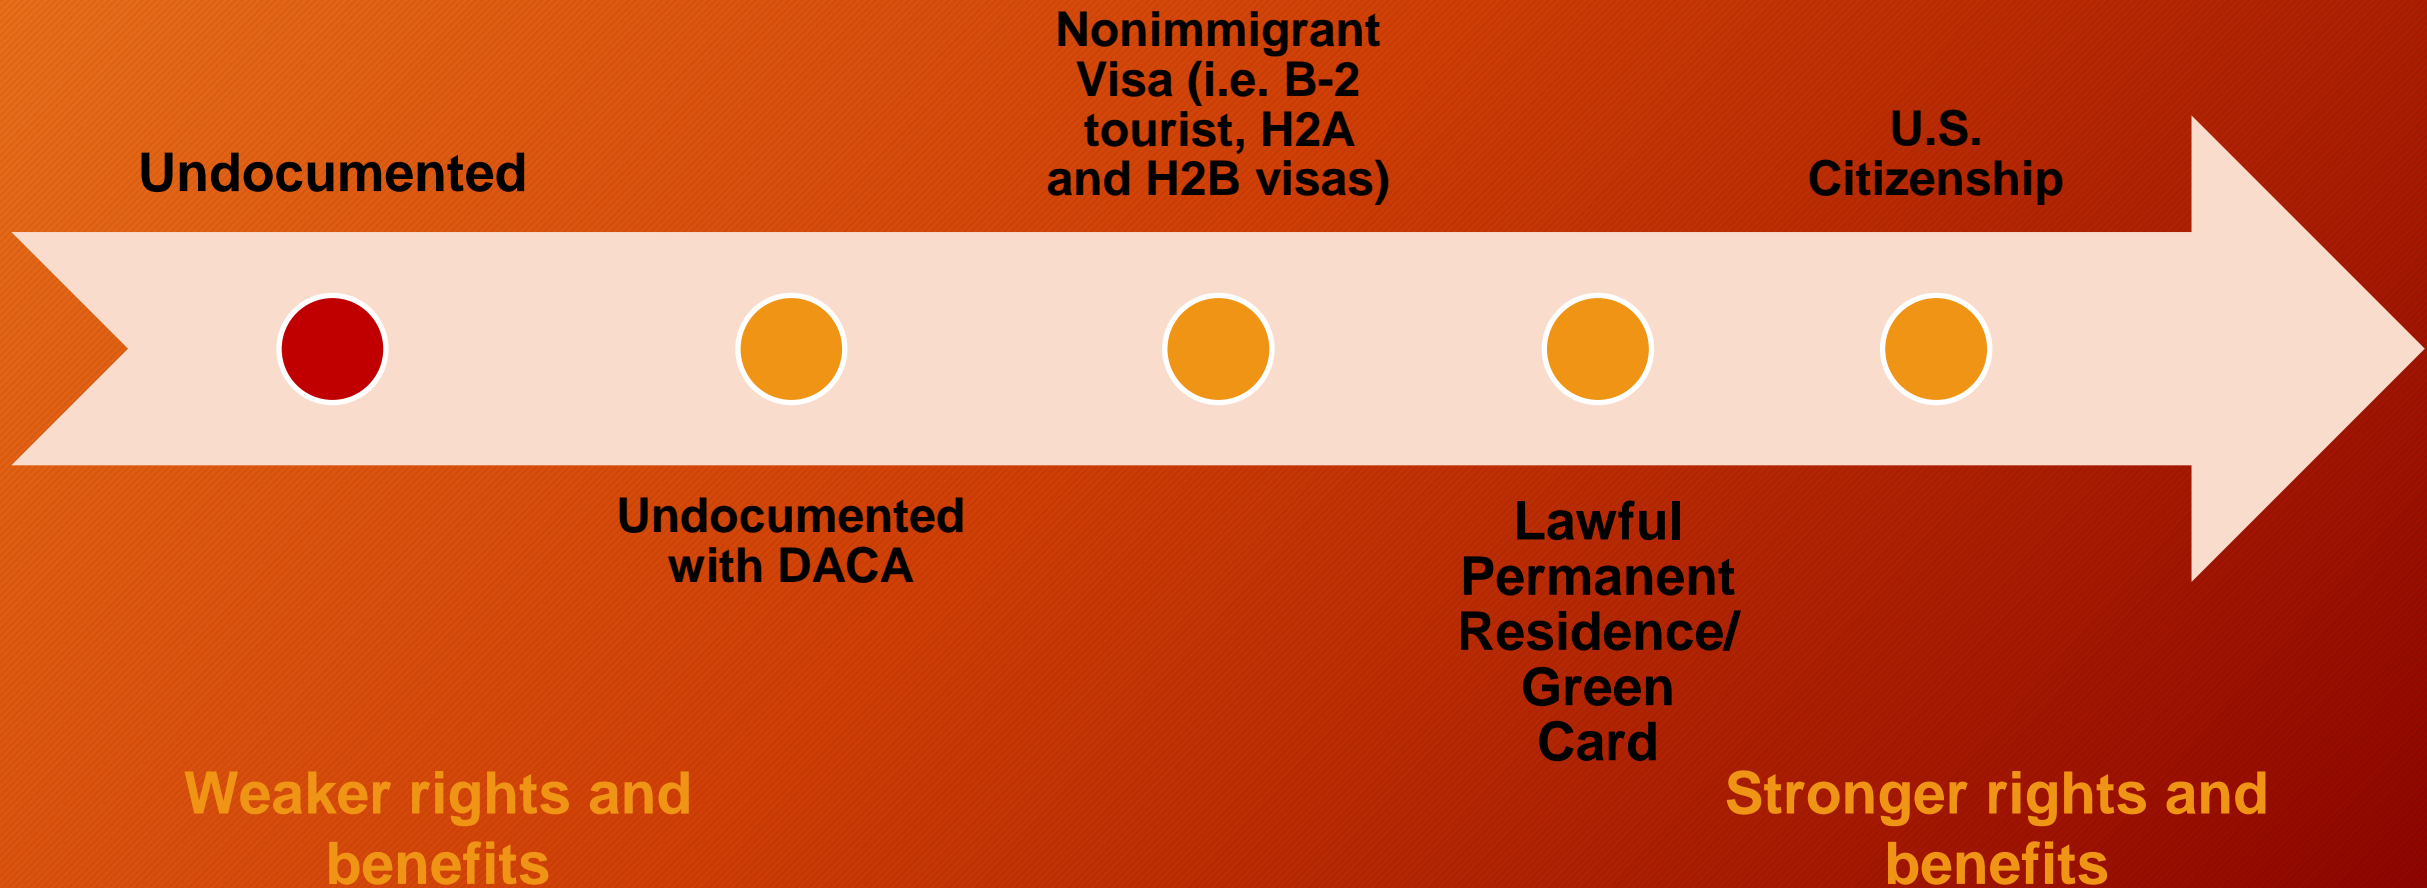 Undocumented
Undocumented
with DACA
Nonimmigrant
Visa (i.e. B-2
tourist, H2A
and H2B visas)
Lawful
Permanent
Residence/
Green
Card
U.S.
Citizenship
Weaker rights and
benefits
Stronger rights and
benefits